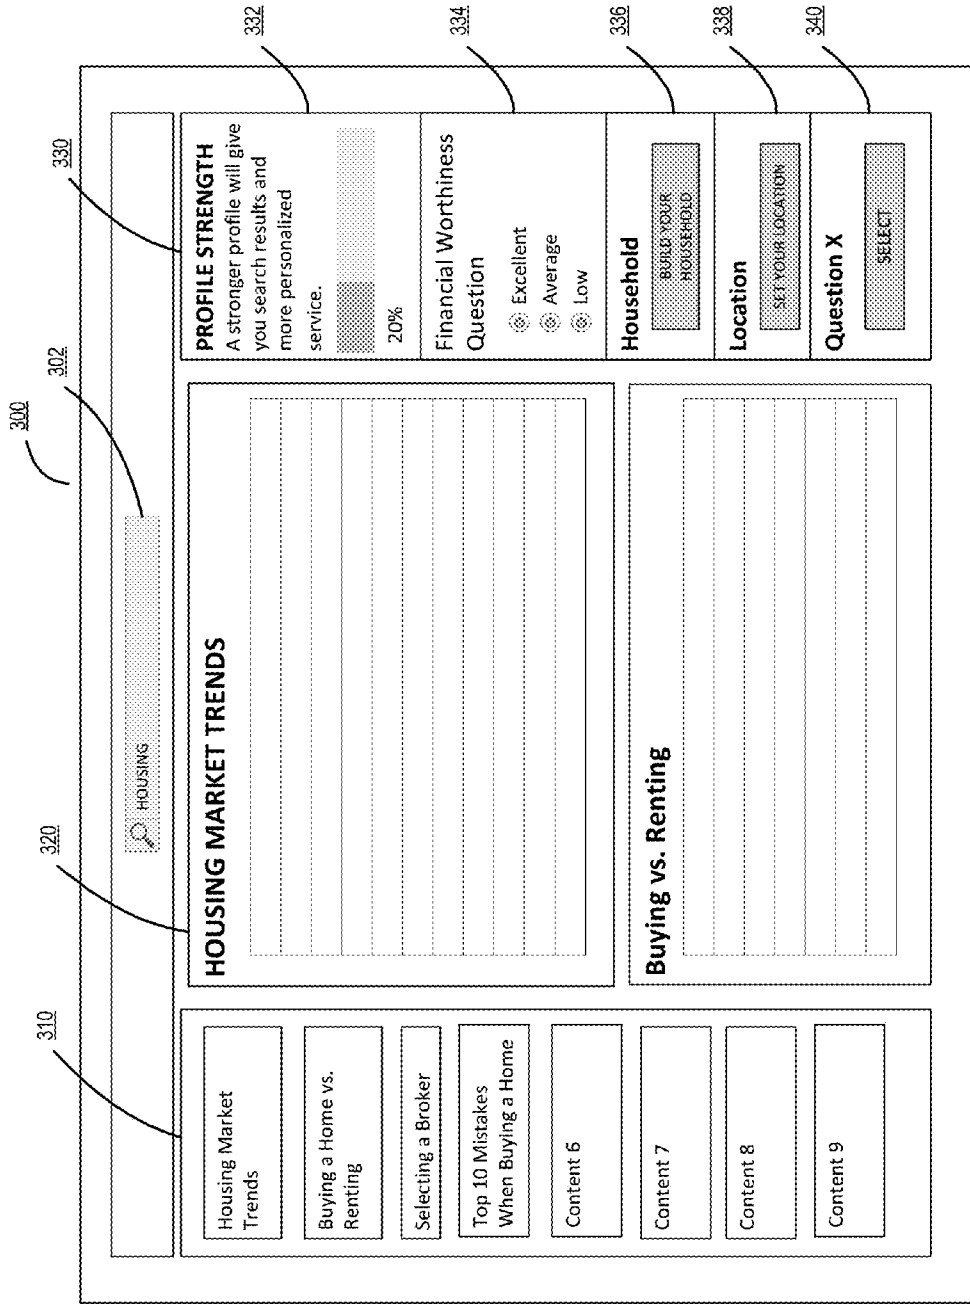 300
302
HOUSING
310
Housing Market
Trends
Buying a Home vs.
Renting
Selecting a Broker
Top 10 Mistakes
When Buying a Home
Content 6
Content 7
Content 8
Content 9
320
HOUSING MARKET TRENDS
Buying vs. Renting
330
PROFILE STRENGTH
A stronger profile will give
you search results and
more personalized
service.
20%
332
Financial Worthiness
Question
Excellent
Average
Low
334
Household
BUILD YOUR
HOUSEHOLD
336
Location
SET YOUR LOCATION
338
Question X
SELECT
340